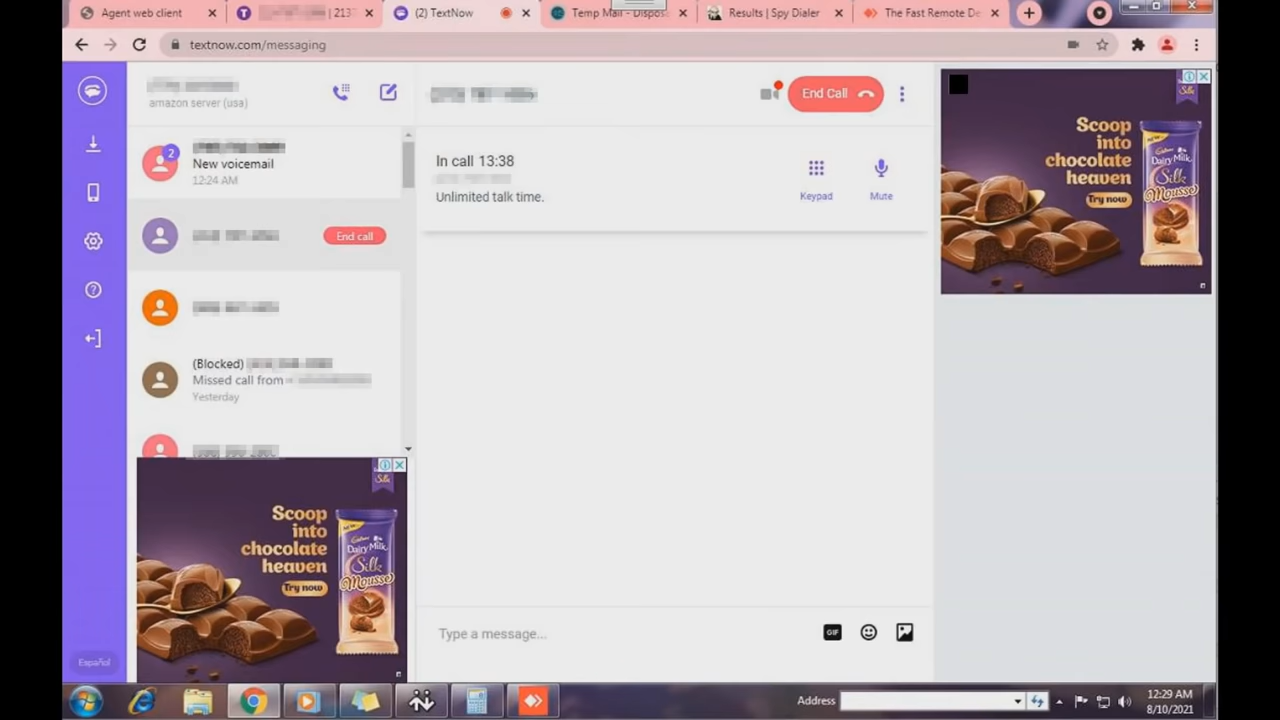 Agent web client
| 213
(2) TextNow
Temp Mail - Dispos
Results | Spy Dialer
The Fast Remote De
textnow.com/messaging
amazon server (usa)
2
New voicemail
12:24 AM
End call
(Blocked)
Missed call from
Yesterday
End Call
In call 13:38
Unlimited talk time.
Keypad
Mute
Type a message...
GIF
Silk
Scoop
into
chocolate
heaven
Try now
Cadbury
Dairy Milk
Silk
Mousse
Silk
Scoop
into
chocolate
heaven
Try now
Cadbury
Dairy Milk
Silk
Mousse
Español
Address
12:29 AM
8/10/2021